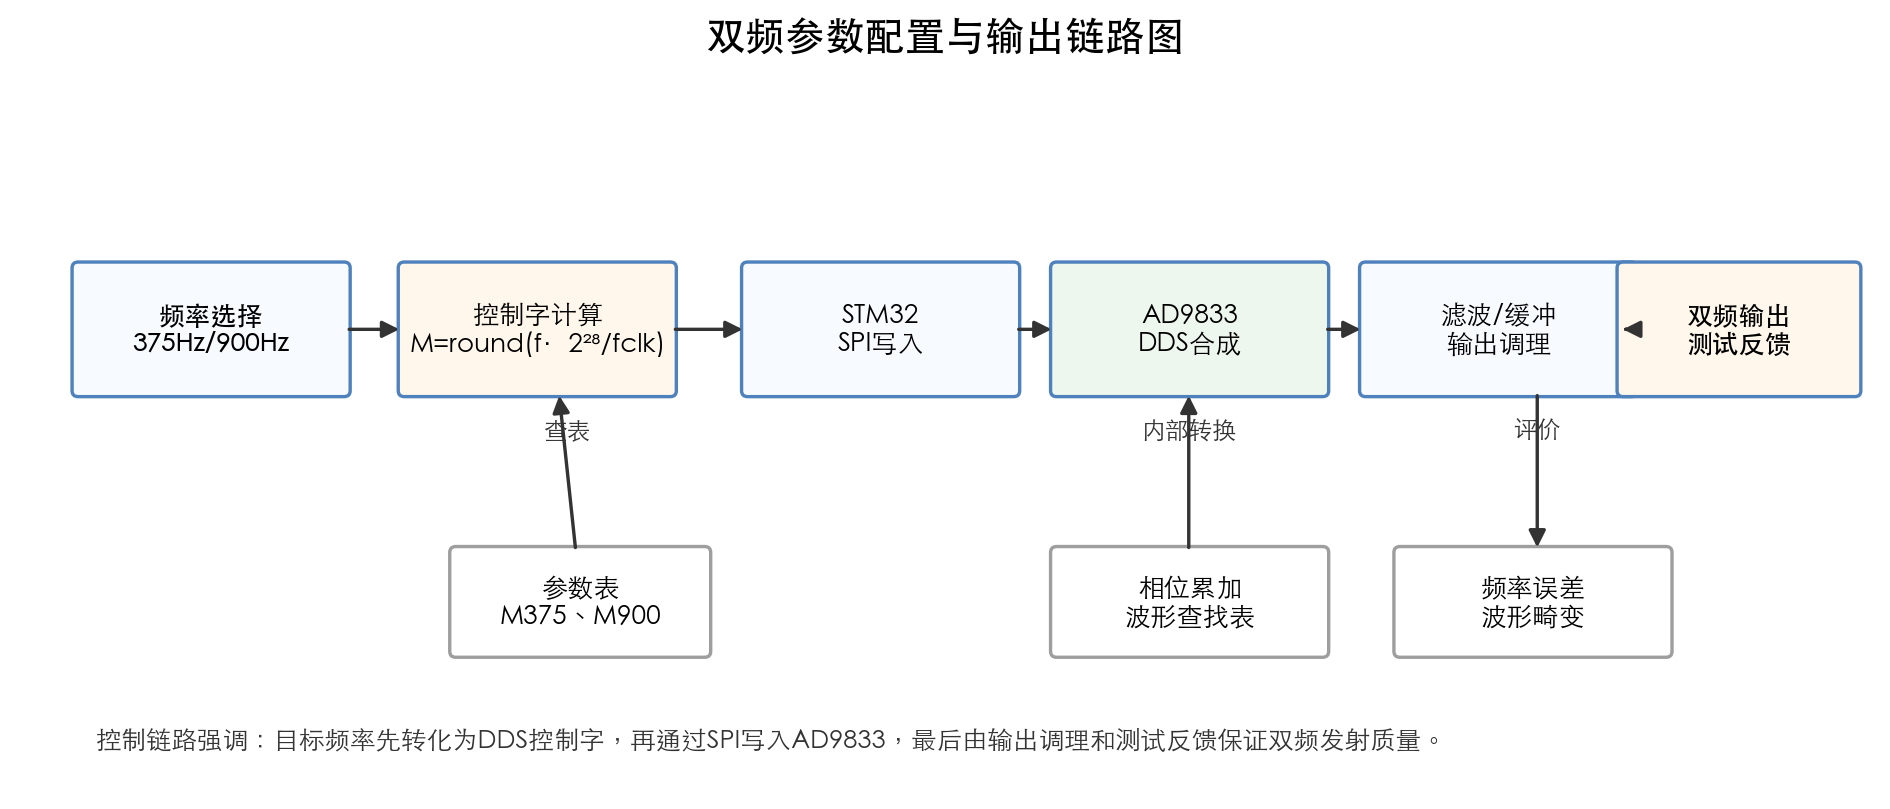 双频参数配置与输出链路图
频率选择
375Hz/900Hz
控制字计算
M=round(f· 2²⁸/fclk)
STM32
SPI写入
AD9833
DDS合成
滤波/缓冲
输出调理
双频输出
测试反馈
查表
内部转换
评价
参数表
M375、M900
相位累加
波形查找表
频率误差
波形畸变
控制链路强调：目标频率先转化为DDS控制字，再通过SPI写入AD9833，最后由输出调理和测试反馈保证双频发射质量。